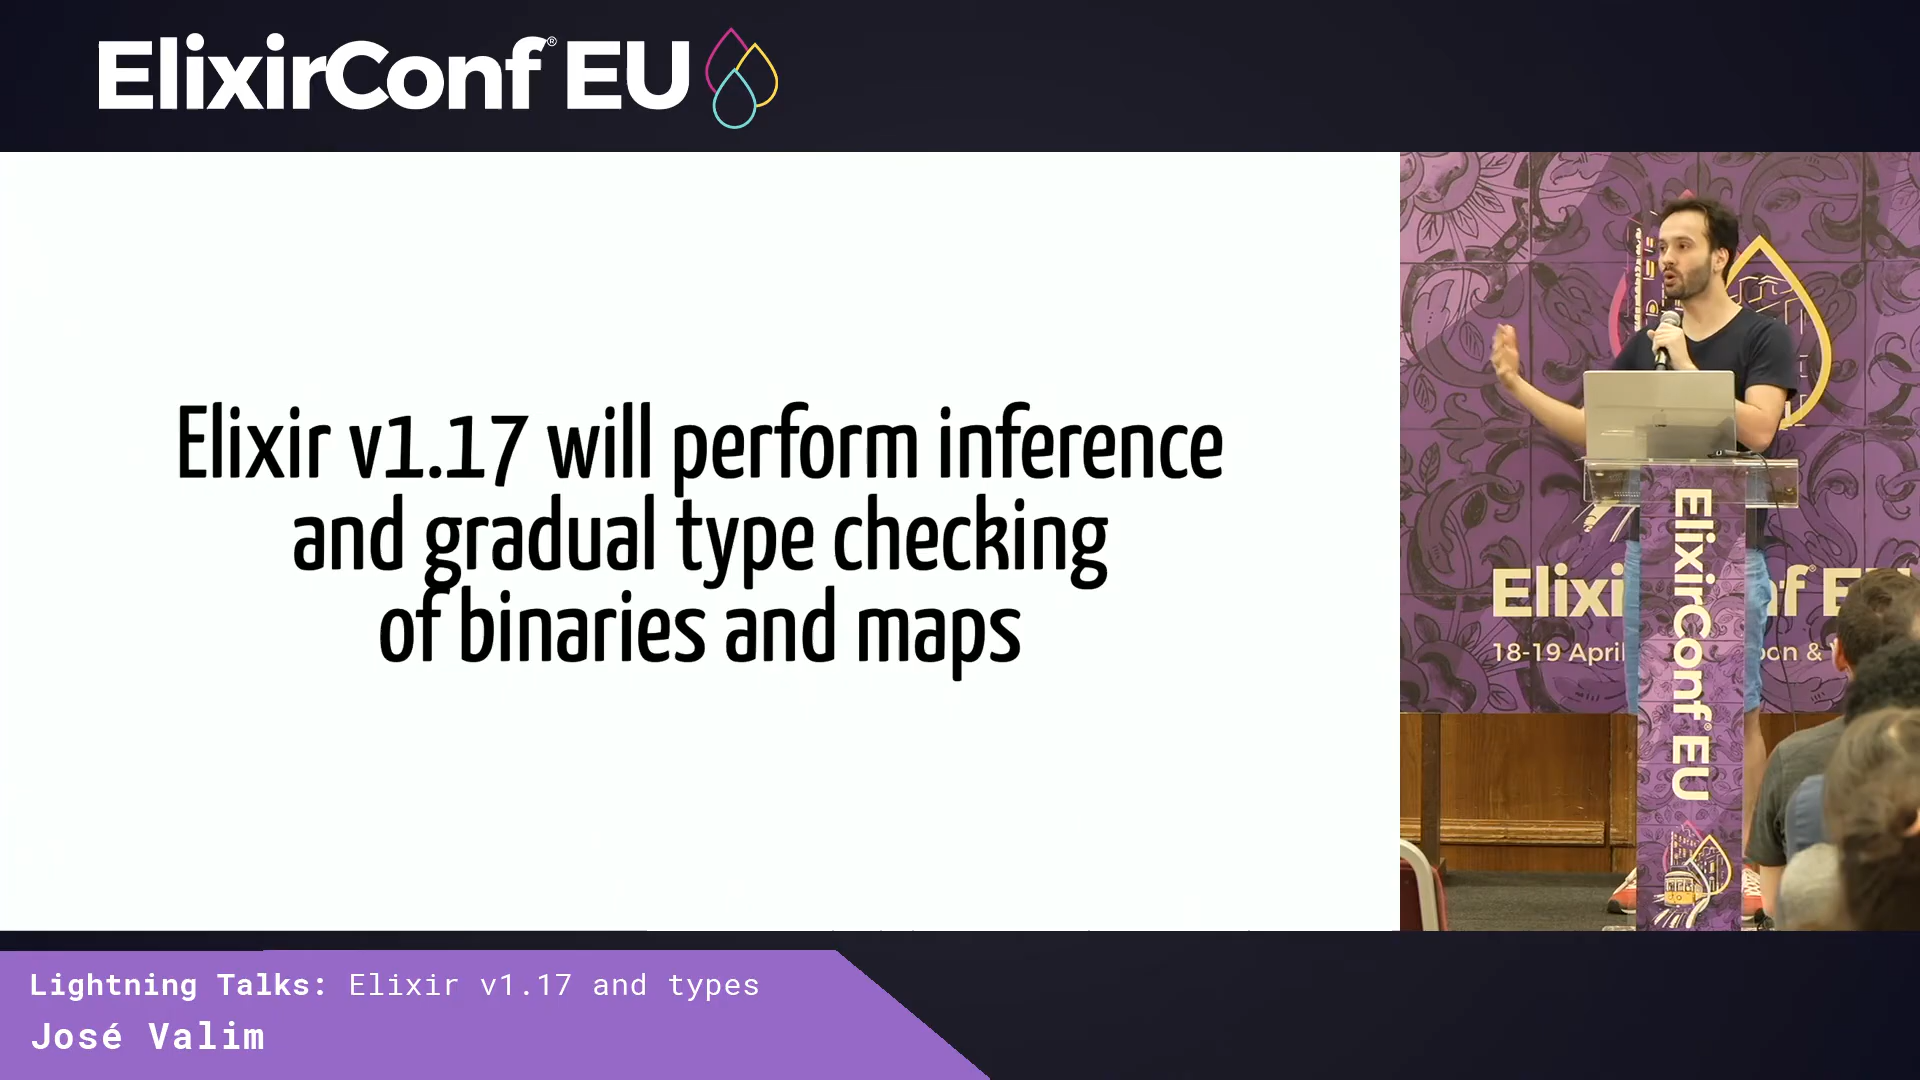 ElixirConf® EU
Elixir v1.17 will perform inference
and gradual type checking
of binaries and maps
ElixirConf® EU
18-19 April
Lightning Talks: Elixir v1.17 and types
José Valim